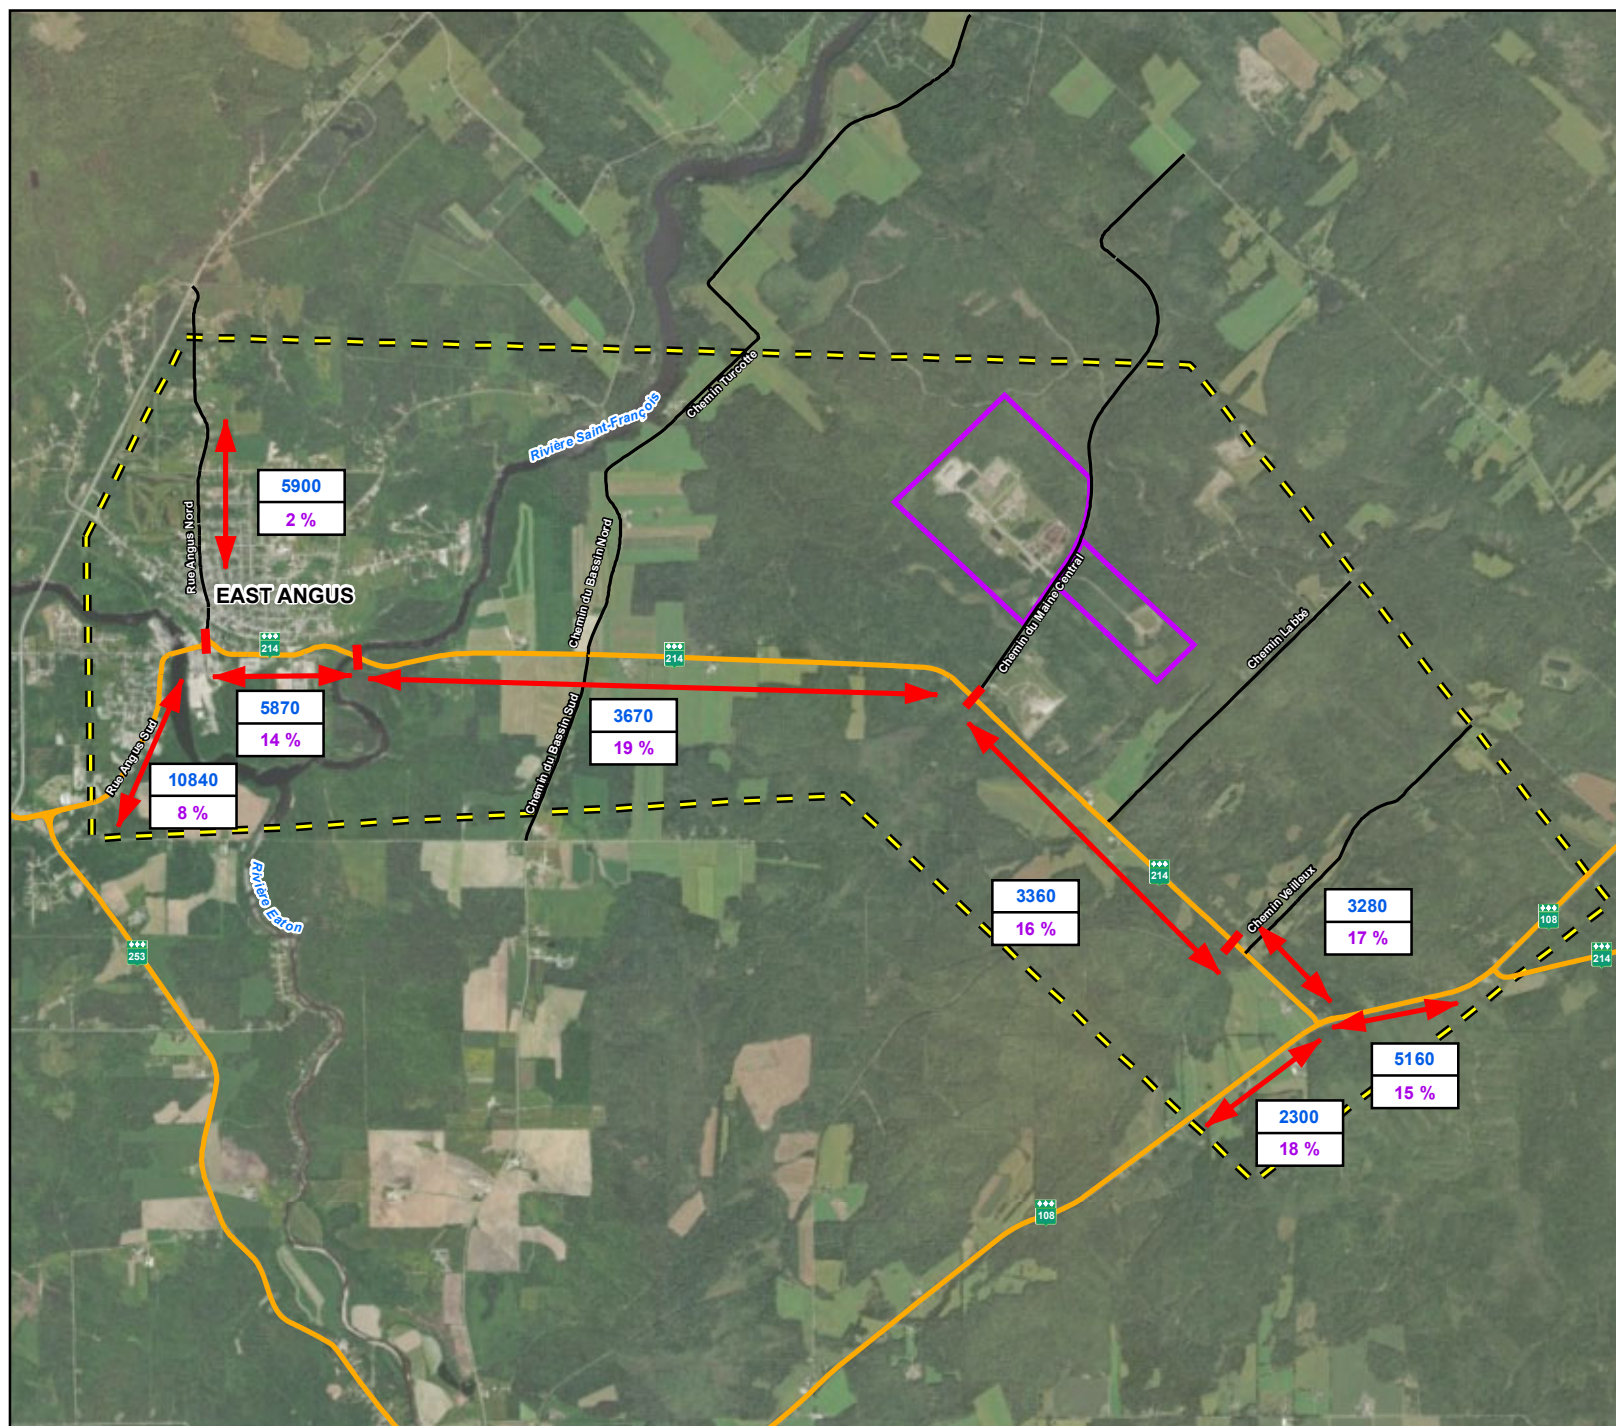 Chemin Turcotte
Rivière Saint-François
5900
2 %
Rue Angus Nord
Chemin du Bassin Nord
EAST ANGUS
Chemin du Maine Central
Chemin Labbé
214
214
5870
14 %
3670
19 %
Rue Angus Sud
Chemin du Bassin Sud
10840
8 %
214
Rivière Eaton
3360
16 %
Chemin Veilleux
3280
17 %
108
253
214
5160
15 %
2300
18 %
108